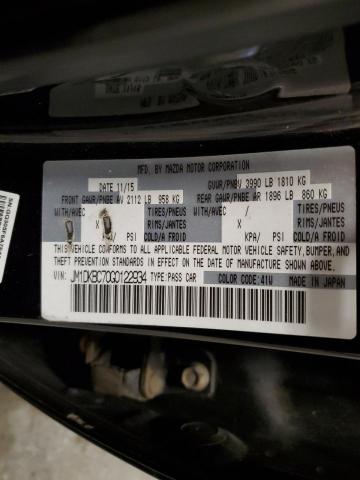 MFD. BY MAZDA MOTOR CORPORATION
DATE 11/15 GVWR/PNBV 3990 LB 1810 KG
FRONT GAWR/PNBE AV 2112 LB 958 KG REAR GAWR/PNBE AR 1896 LB 860 KG
WITH/AVEC TIRES/PNEUS WITH/AVEC TIRES/PNEUS
X RIMS/JANTES X RIMS/JANTES
KPA/ PSI COLD/A FROID KPA/ PSI COLD/A FROID
THIS VEHICLE CONFORMS TO ALL APPLICABLE FEDERAL MOTOR VEHICLE SAFETY, BUMPER,
AND THEFT PREVENTION STANDARDS IN EFFECT ON THE DATE OF MANUFACTURE SHOWN ABOVE.
VIN: JM1DKBC70G0122934 TYPE: PASS CAR COLOR CODE: 41W MADE IN JAPAN